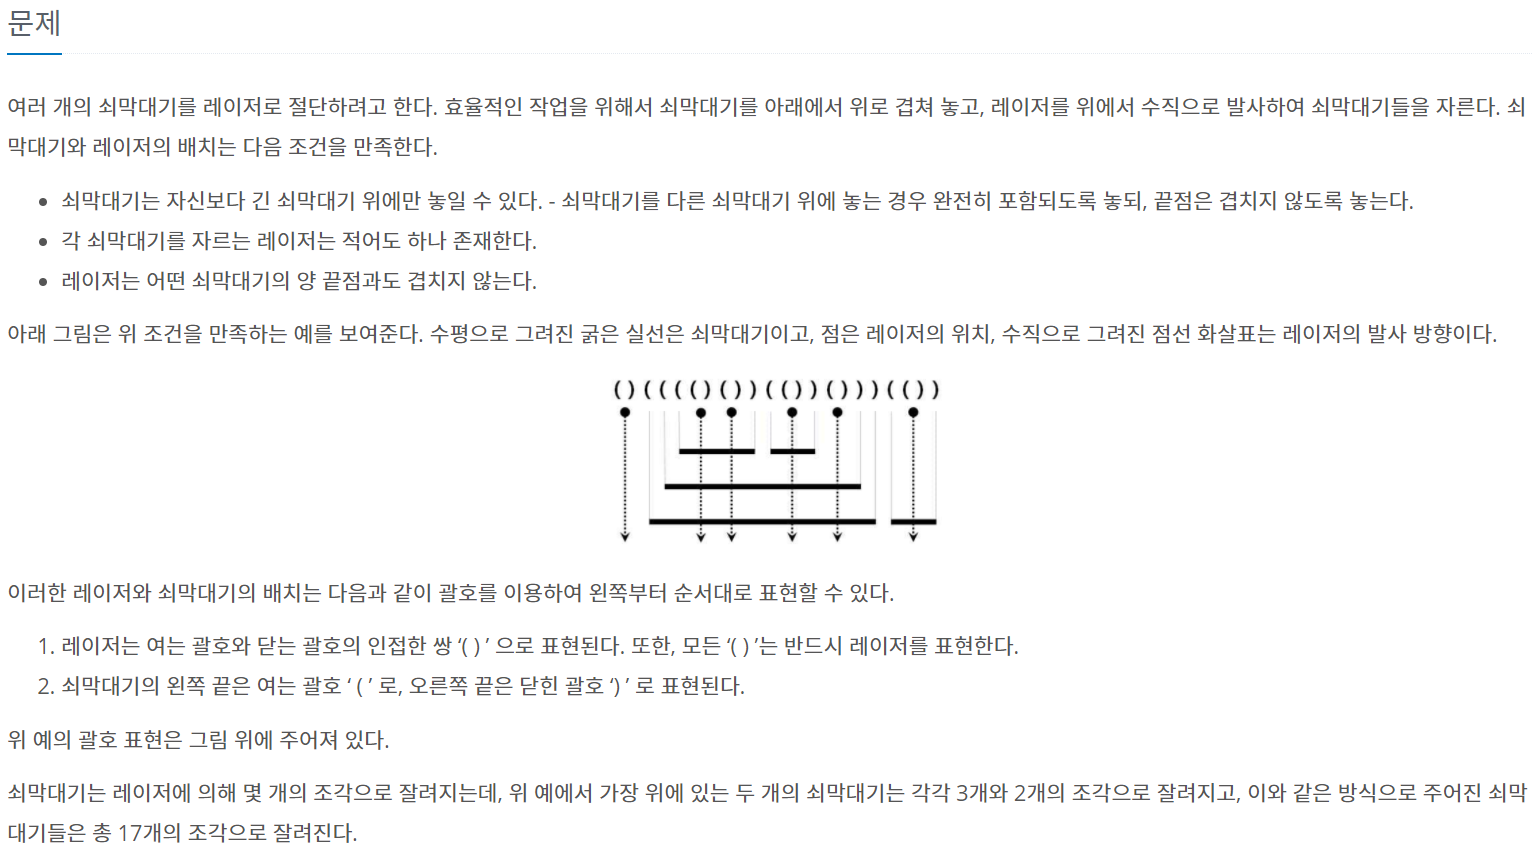 문제
여러 개의 쇠막대기를 레이저로 절단하려고 한다. 효율적인 작업을 위해서 쇠막대기를 아래에서 위로 겹쳐 놓고, 레이저를 위에서 수직으로 발사하여 쇠막대기들을 자른다. 쇠
막대기와 레이저의 배치는 다음 조건을 만족한다.
• 쇠막대기는 자신보다 긴 쇠막대기 위에만 놓일 수 있다. - 쇠막대기를 다른 쇠막대기 위에 놓는 경우 완전히 포함되도록 놓되, 끝점은 겹치지 않도록 놓는다.
• 각 쇠막대기를 자르는 레이저는 적어도 하나 존재한다.
• 레이저는 어떤 쇠막대기의 양 끝점과도 겹치지 않는다.
아래 그림은 위 조건을 만족하는 예를 보여준다. 수평으로 그려진 굵은 실선은 쇠막대기이고, 점은 레이저의 위치, 수직으로 그려진 점선 화살표는 레이저의 발사 방향이다.
( ) ( ( ( ( ) ( ) ) ( ( ) ) ( ) ) ) ( ( ) )
이러한 레이저와 쇠막대기의 배치는 다음과 같이 괄호를 이용하여 왼쪽부터 순서대로 표현할 수 있다.
1. 레이저는 여는 괄호와 닫는 괄호의 인접한 쌍 ‘( ) ’ 으로 표현된다. 또한, 모든 ‘( ) ’는 반드시 레이저를 표현한다.
2. 쇠막대기의 왼쪽 끝은 여는 괄호 ‘ ( ’ 로, 오른쪽 끝은 닫힌 괄호 ‘) ’ 로 표현된다.
위 예의 괄호 표현은 그림 위에 주어져 있다.
쇠막대기는 레이저에 의해 몇 개의 조각으로 잘려지는데, 위 예에서 가장 위에 있는 두 개의 쇠막대기는 각각 3개와 2개의 조각으로 잘려지고, 이와 같은 방식으로 주어진 쇠막
대기들은 총 17개의 조각으로 잘려진다.